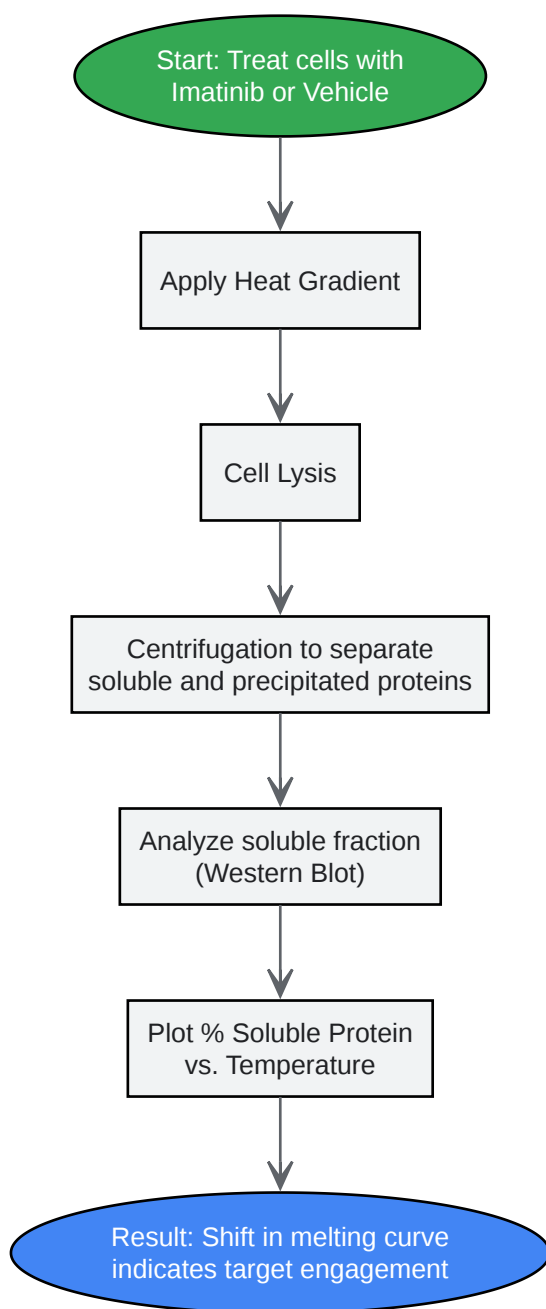 Start: Treat cells with
Imatinib or Vehicle
Apply Heat Gradient
Cell Lysis
Centrifugation to separate
soluble and precipitated proteins
Analyze soluble fraction
(Western Blot)
Plot % Soluble Protein
vs. Temperature
Result: Shift in melting curve
indicates target engagement